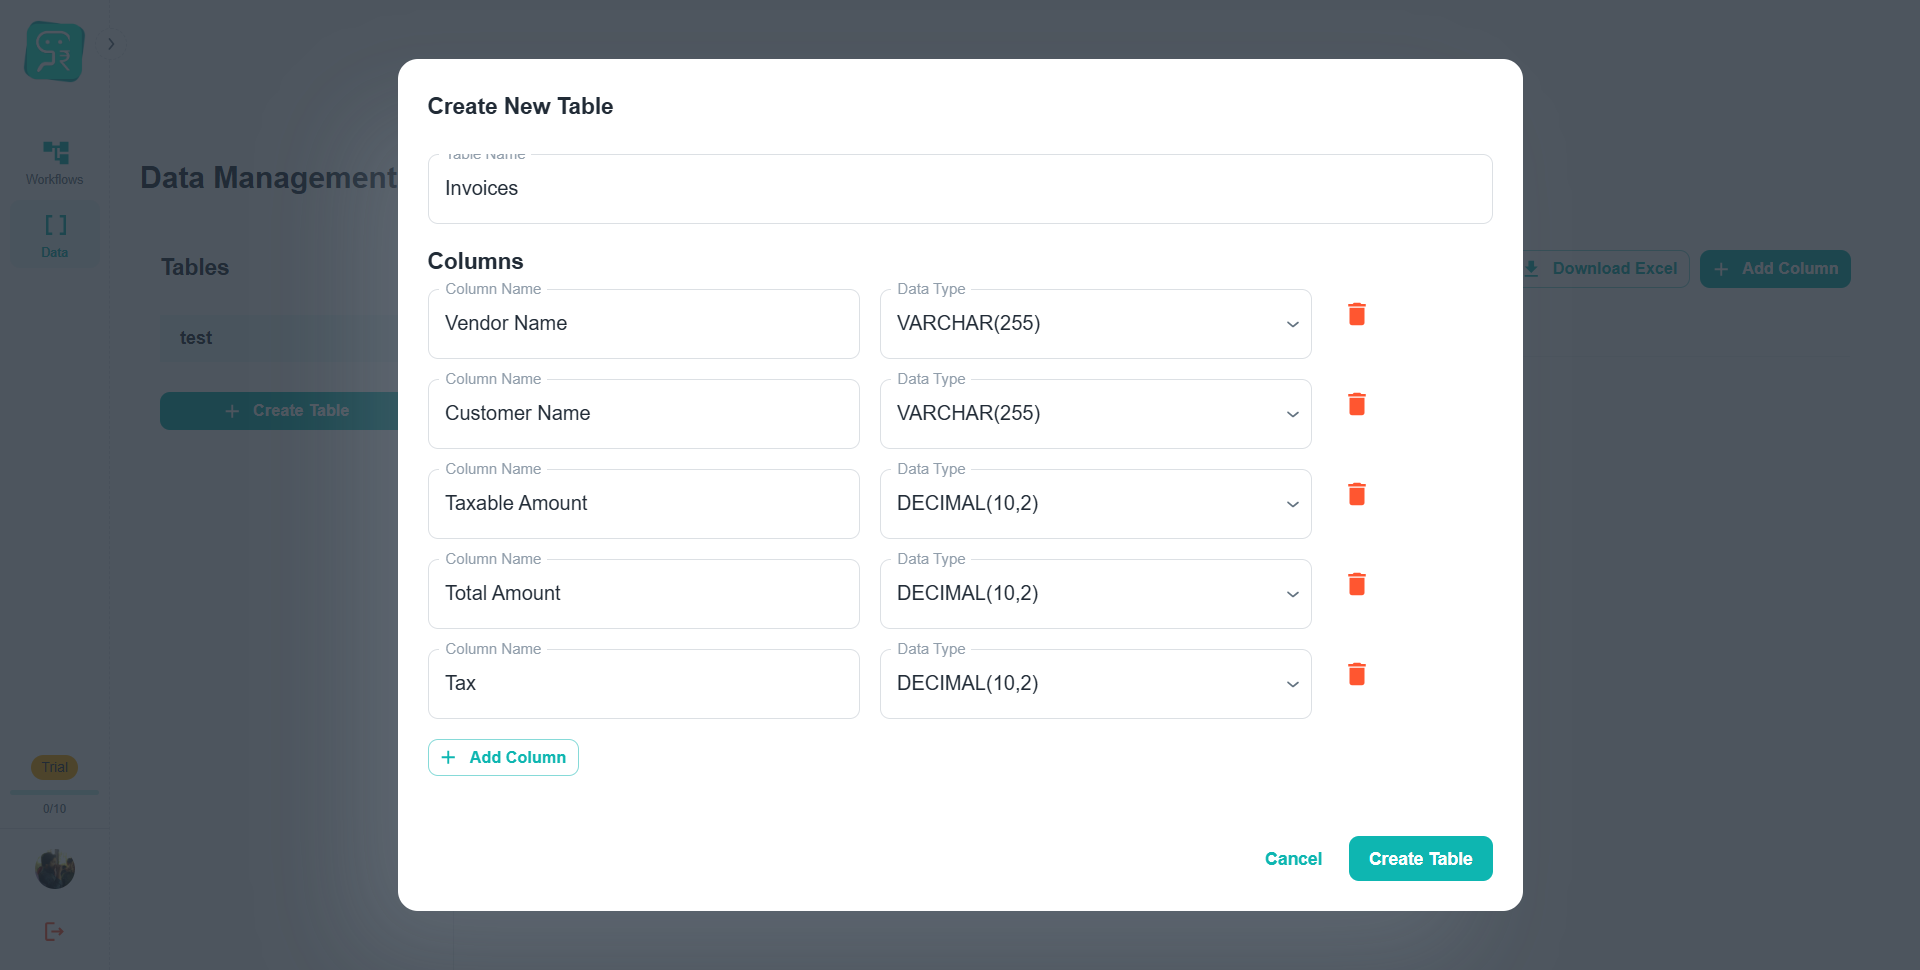 Workflows
Data
Trial
0/10
Data Management
Tables
test
+ Create Table
Download Excel
+ Add Column
Create New Table
Table Name
Invoices
Columns
Column Name
Data Type
Vendor Name
VARCHAR(255)
Column Name
Data Type
Customer Name
VARCHAR(255)
Column Name
Data Type
Taxable Amount
DECIMAL(10,2)
Column Name
Data Type
Total Amount
DECIMAL(10,2)
Column Name
Data Type
Tax
DECIMAL(10,2)
+ Add Column
Cancel
Create Table